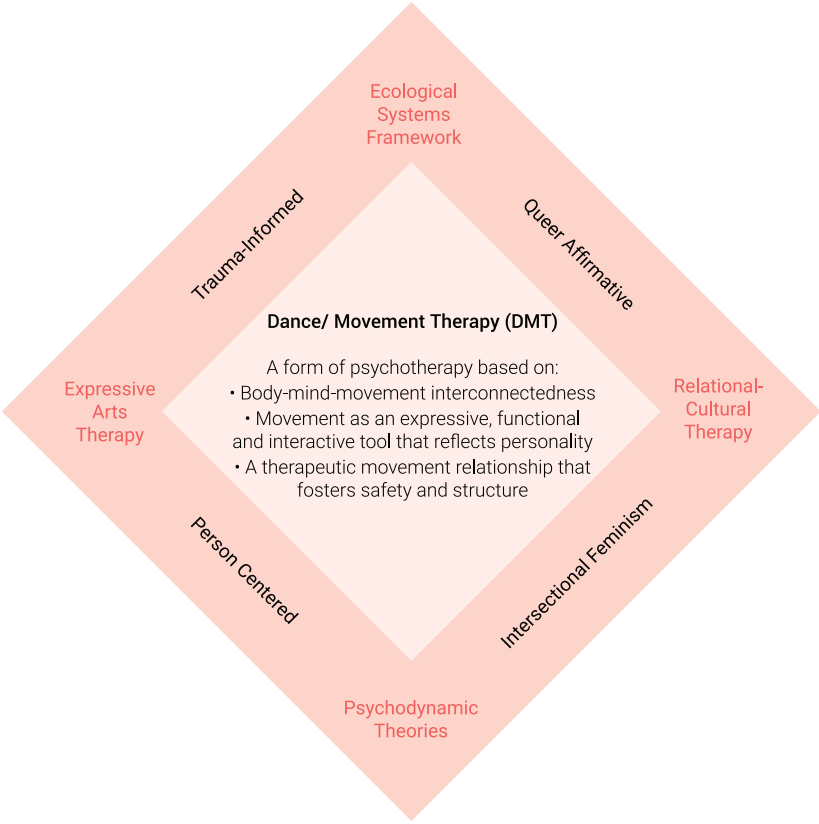 Ecological
Systems
Framework
Trauma-Informed
Queer Affirmative
Dance/ Movement Therapy (DMT)
A form of psychotherapy based on:
• Body-mind-movement interconnectedness
• Movement as an expressive, functional
and interactive tool that reflects personality
• A therapeutic movement relationship that
fosters safety and structure
Expressive
Arts
Therapy
Relational-
Cultural
Therapy
Person Centered
Intersectional Feminism
Psychodynamic
Theories